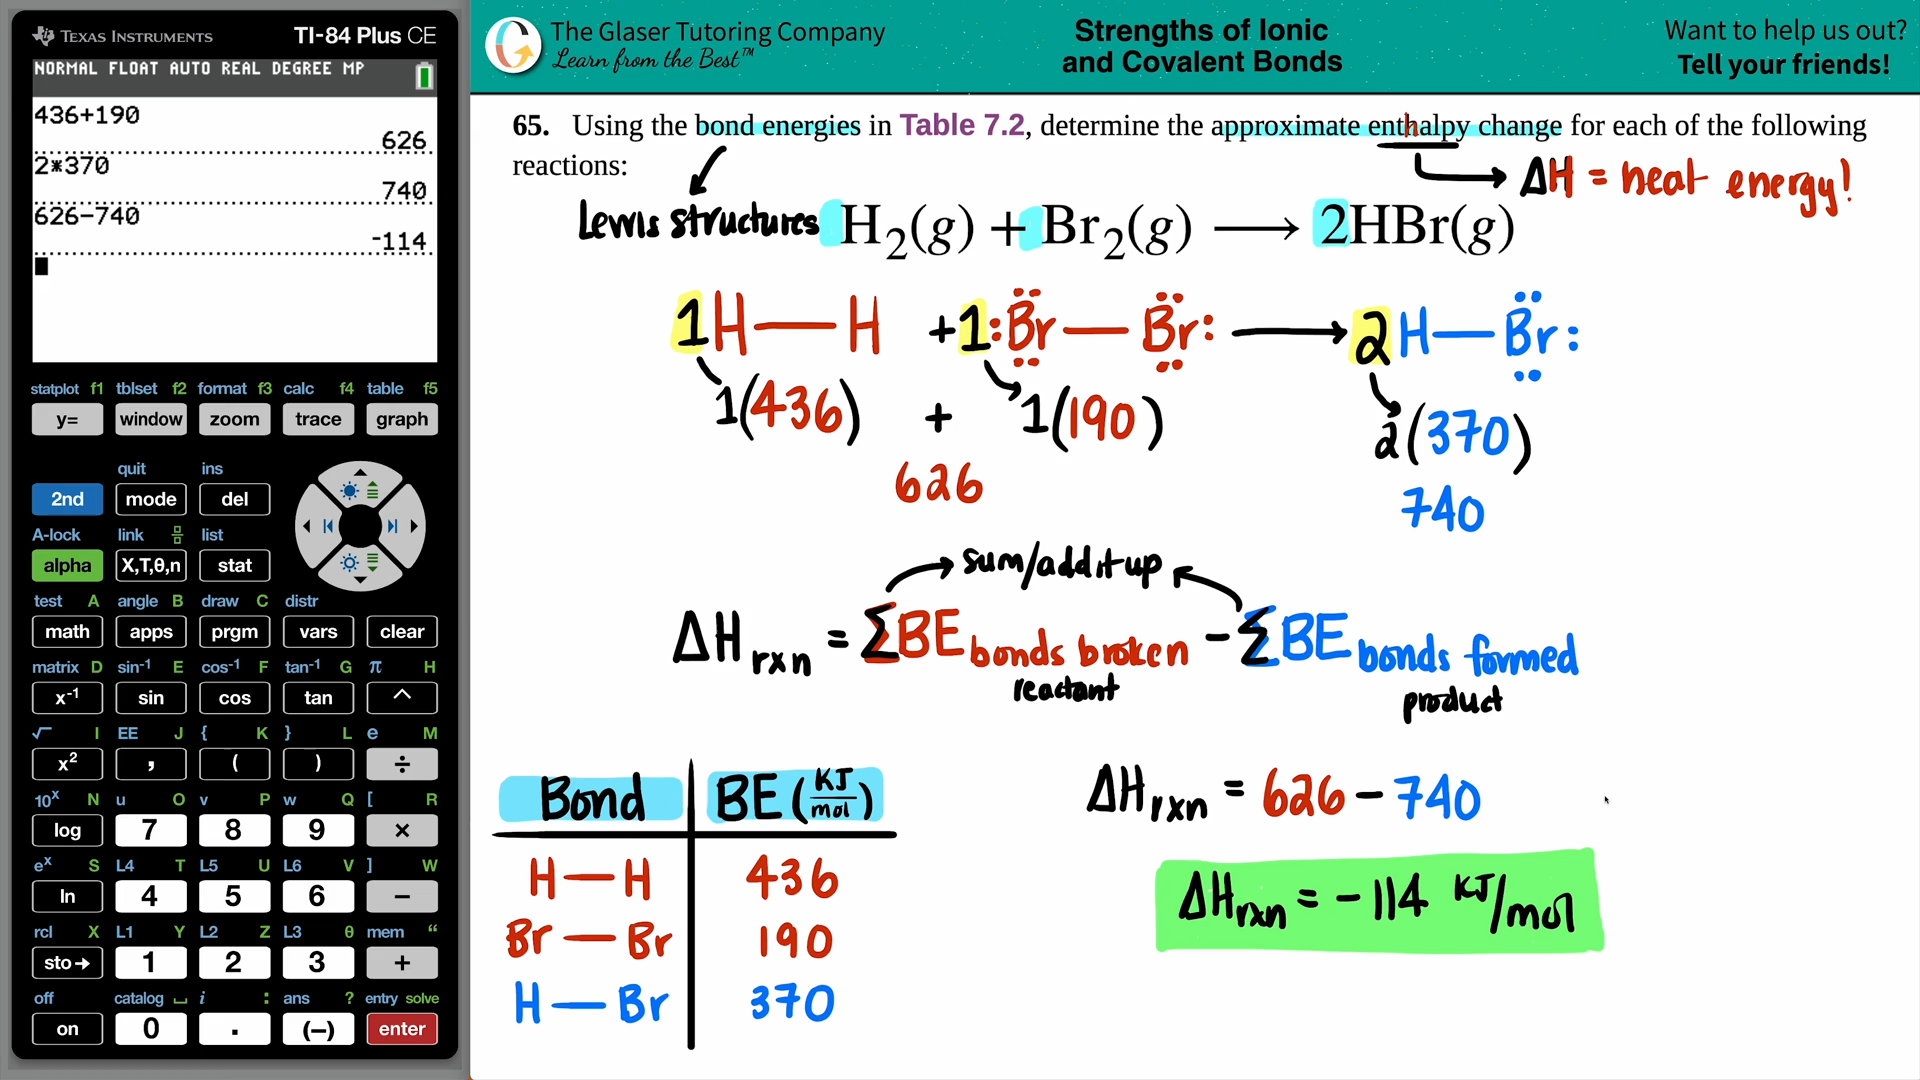 TEXAS INSTRUMENTS TI-84 Plus CE
NORMAL FLOAT AUTO REAL DEGREE MP
436+190
626
2*370
740
626-740
-114
statplot f1 tblset f2 format f3 calc f4 table f5
y= window zoom trace graph
quit ins
2nd mode del
A-lock link list
alpha X,T,θ,n stat
test A angle B draw C distr
math apps prgm vars clear
matrix D sin⁻¹ E cos⁻¹ F tan⁻¹ G π H
x⁻¹ sin cos tan ^
√ I EE J { K } L e M
x² , ( ) ÷
10ˣ N u O v P w Q [ R
log 7 8 9 ×
eˣ S L4 T L5 U L6 V ] W
ln 4 5 6 −
rcl X L1 Y L2 Z L3 θ mem “
sto→ 1 2 3 +
off catalog ⎵ i : ans ? entry solve
on 0 . (−) enter
The Glaser Tutoring Company
Learn from the Best™
Strengths of Ionic
and Covalent Bonds
Want to help us out?
Tell your friends!
65. Using the bond energies in Table 7.2, determine the approximate enthalpy change for each of the following
reactions:
h
ΔH = heat energy!
Lewis structures H₂(g) + Br₂(g) ⟶ 2HBr(g)
1 H—H + 1 :Br—Br: → 2 H—Br:
1(436) + 1(190) 2(370)
626 740
sum/add it up
ΔHrxn = ΣBE bonds broken − ΣBE bonds formed
reactant product
Bond BE (KJ/mol)
H—H 436
Br—Br 190
H—Br 370
ΔHrxn = 626 − 740
ΔHrxn = −114 KJ/mol